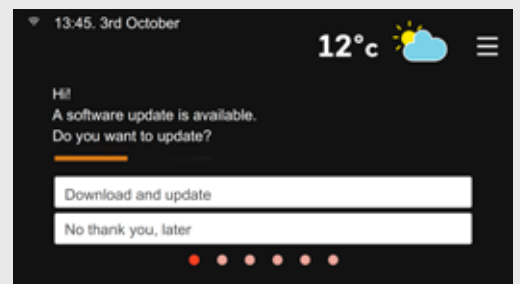 13:45. 3rd October
12°c
Hi!
A software update is available.
Do you want to update?
Download and update
No thank you, later